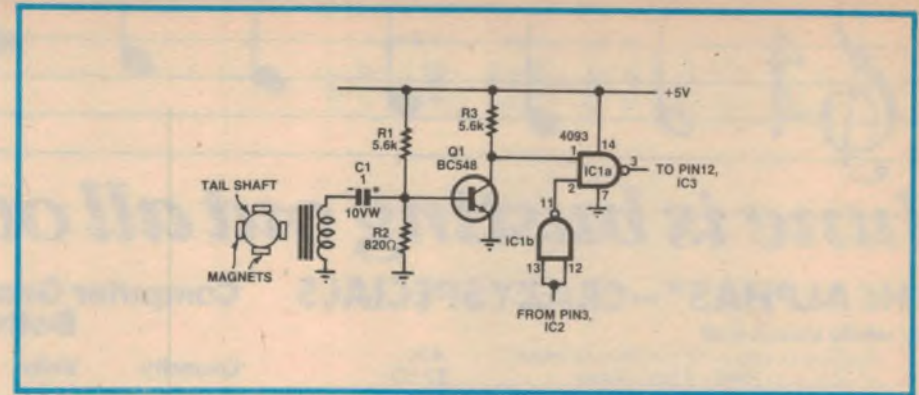 +5V
R1
5.6k
R3
5.6k
4093
14
1
IC1a
3
TO PIN12,
IC3
2
7
Q1
BC548
C1
1
- +
10VW
TAIL SHAFT
MAGNETS
R2
820Ω
11
IC1b
13 12
FROM PIN3,
IC2